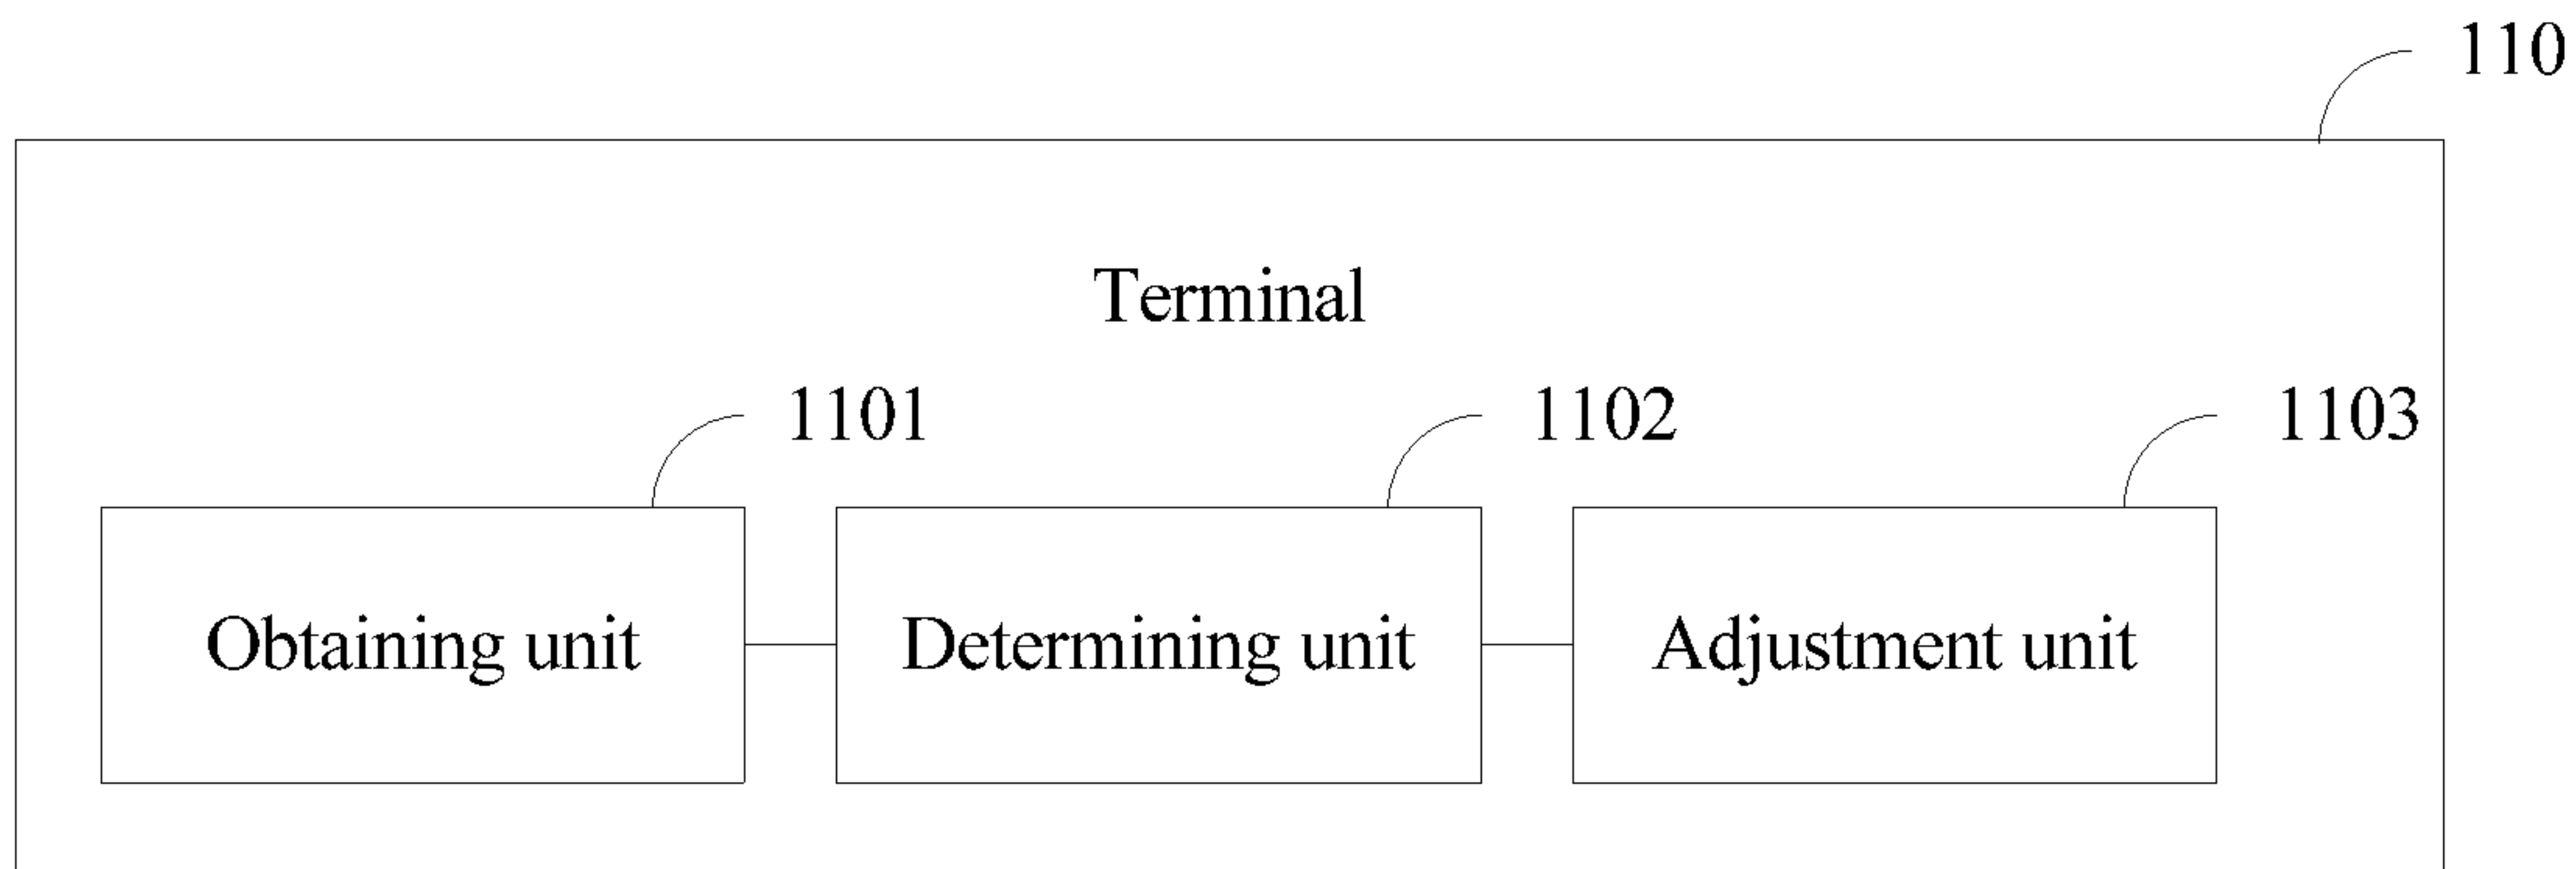 110
Terminal
1101
1102
1103
Obtaining unit
Determining unit
Adjustment unit